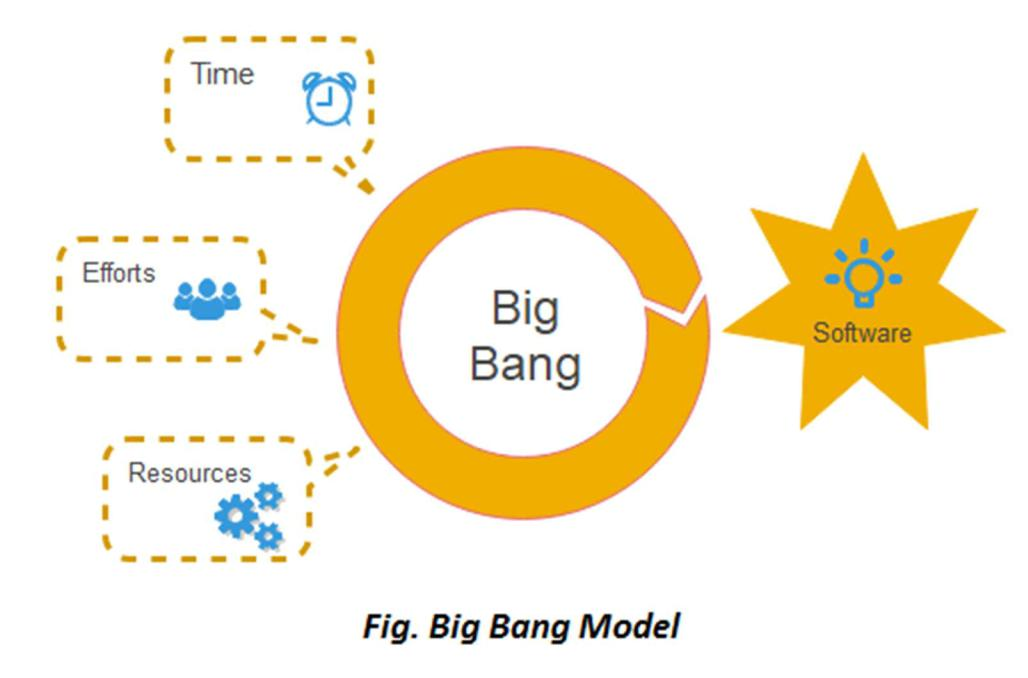 Time
Efforts
Resources
Big
Bang
Software
Fig. Big Bang Model